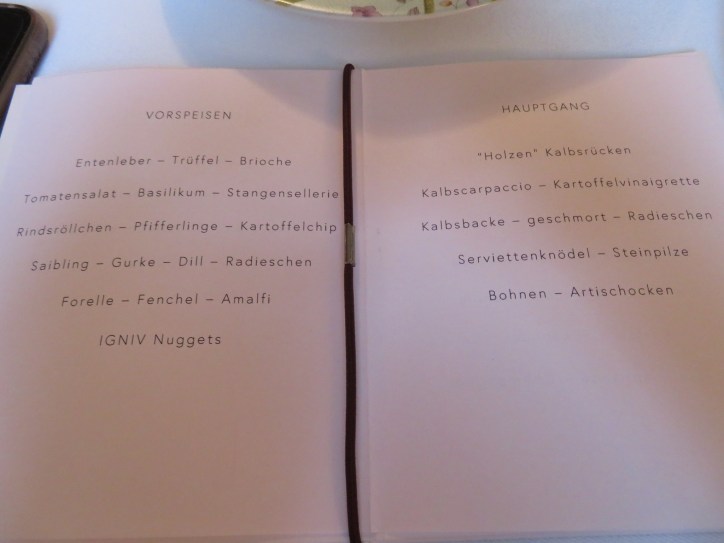 VORSPEISEN
Entenleber – Trüffel – Brioche
Tomatensalat – Basilikum – Stangensellerie
Rindsröllchen – Pfifferlinge – Kartoffelchip
Saibling – Gurke – Dill – Radieschen
Forelle – Fenchel – Amalfi
IGNIV Nuggets
HAUPTGANG
"Holzen" Kalbsrücken
Kalbscarpaccio – Kartoffelvinaigrette
Kalbsbacke – geschmort – Radieschen
Serviettenknödel – Steinpilze
Bohnen – Artischocken